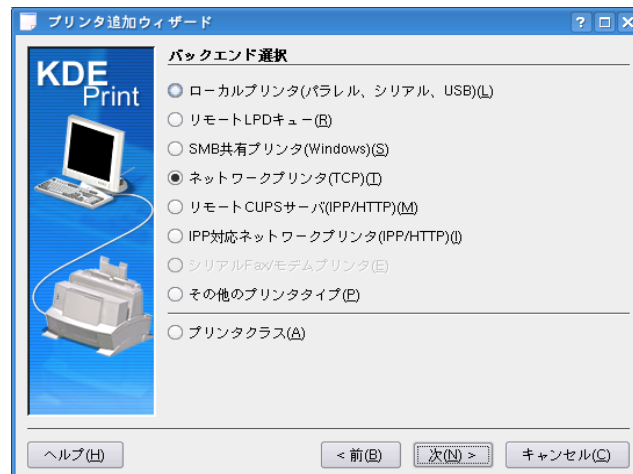 プリンタ追加ウィザード
KDE
Print
バックエンド選択
ローカルプリンタ(パラレル、シリアル、USB)(L)
リモートLPDキュー(R)
SMB共有プリンタ(Windows)(S)
ネットワークプリンタ(TCP)(T)
リモートCUPSサーバ(IPP/HTTP)(M)
IPP対応ネットワークプリンタ(IPP/HTTP)(I)
シリアルFax/モデムプリンタ(E)
その他のプリンタタイプ(P)
プリンタクラス(A)
ヘルプ(H)
< 前(B)
次(N) >
キャンセル(C)